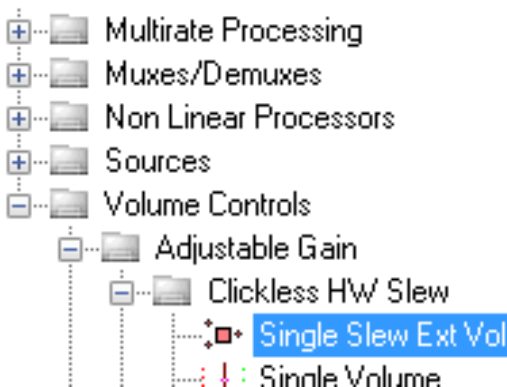 Multirate Processing
Muxes/Demuxes
Non Linear Processors
Sources
Volume Controls
Adjustable Gain
Clickless HW Slew
Single Slew Ext Vol
Single Volume